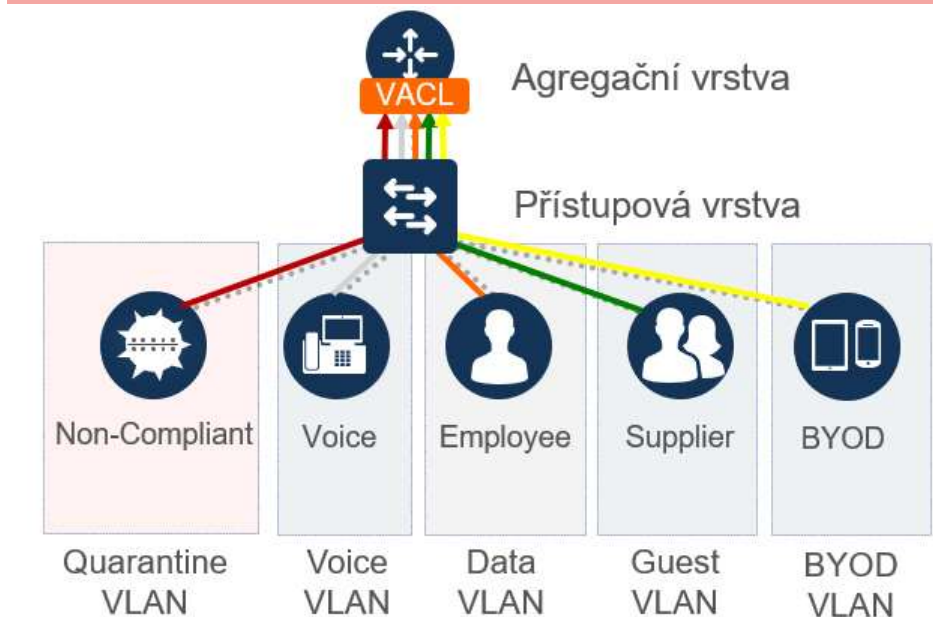 VACL
Agregační vrstva
Přístupová vrstva
Non-Compliant
Voice
Employee
Supplier
BYOD
Quarantine
VLAN
Voice
VLAN
Data
VLAN
Guest
VLAN
BYOD
VLAN